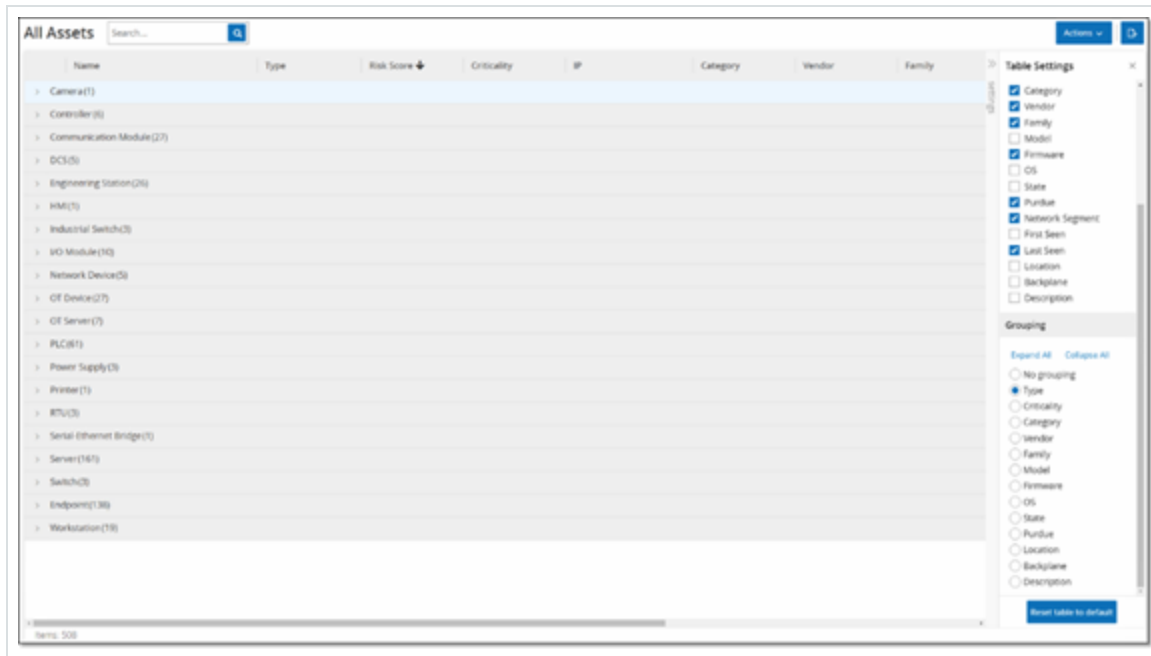 All Assets Search... Actions
Name Type Risk Score Criticality IP Category Vendor Family
Settings
Table Settings
Camera(1)
Controller(6)
Communication Module(27)
DCS(5)
Engineering Station(26)
HMI(1)
Industrial Switch(3)
I/O Module(10)
Network Device(5)
OT Device(27)
OT Server(7)
PLC(61)
Power Supply(3)
Printer(1)
RTU(3)
Serial Ethernet Bridge(1)
Server(161)
Switch(3)
Endpoint(138)
Workstation(19)
Items: 508
Category
Vendor
Family
Model
Firmware
OS
State
Purdue
Network Segment
First Seen
Last Seen
Location
Backplane
Description
Grouping
Expand All Collapse All
No grouping
Type
Criticality
Category
Vendor
Family
Model
Firmware
OS
State
Purdue
Location
Backplane
Description
Reset table to default